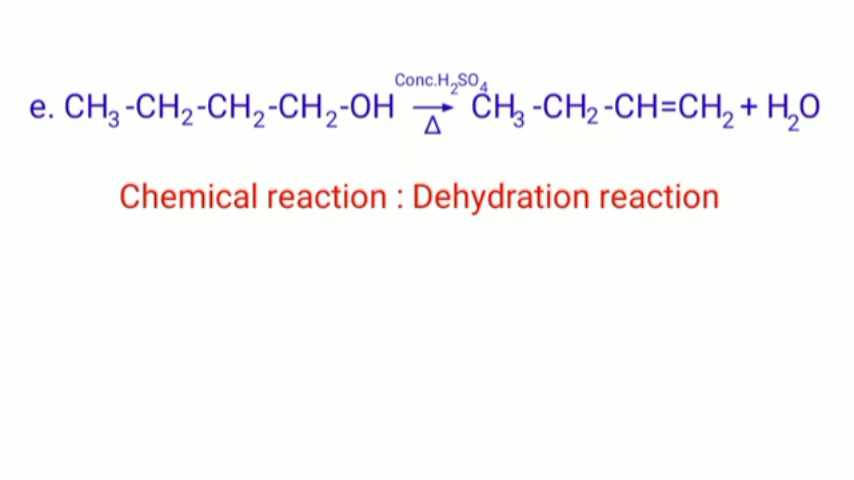 e. CH₃-CH₂-CH₂-CH₂-OH Conc.H₂SO₄ → Δ CH₃-CH₂-CH=CH₂ + H₂O
Chemical reaction : Dehydration reaction